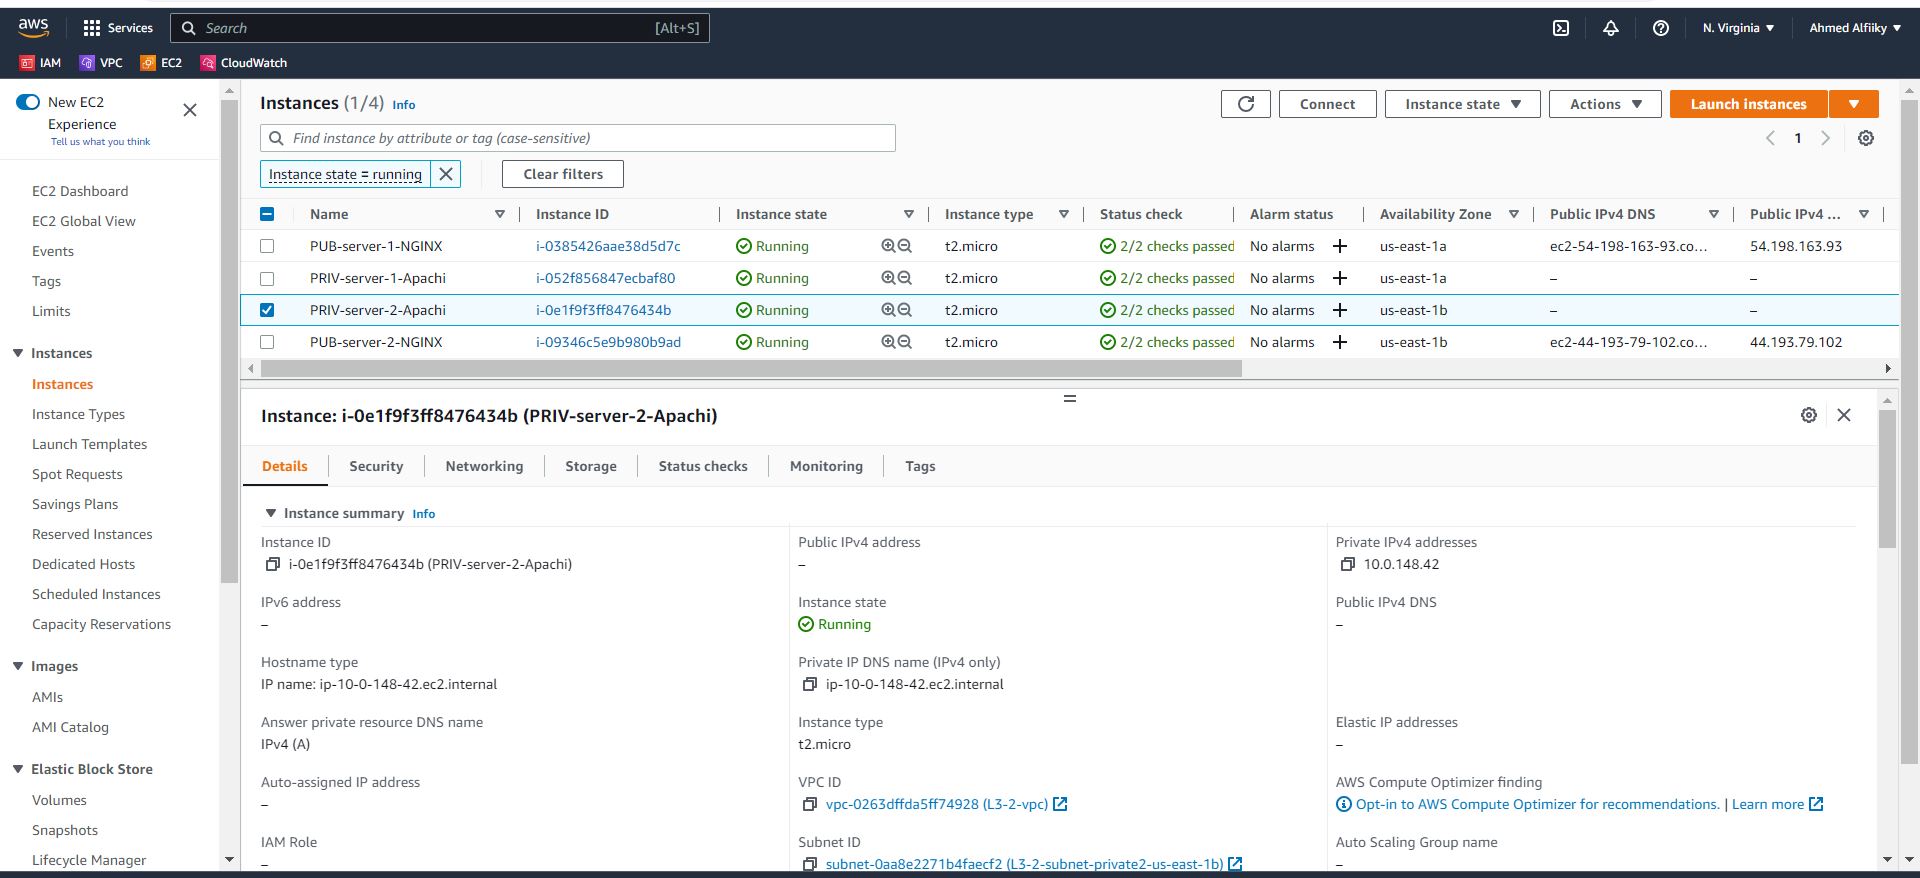 aws
Services
Search [Alt+S]
N. Virginia
Ahmed Alfiiky
IAM
VPC
EC2
CloudWatch
New EC2
Experience
Tell us what you think
EC2 Dashboard
EC2 Global View
Events
Tags
Limits
Instances
Instances
Instance Types
Launch Templates
Spot Requests
Savings Plans
Reserved Instances
Dedicated Hosts
Scheduled Instances
Capacity Reservations
Images
AMIs
AMI Catalog
Elastic Block Store
Volumes
Snapshots
Lifecycle Manager
Instances (1/4) Info
Connect
Instance state
Actions
Launch instances
Find instance by attribute or tag (case-sensitive)
1
Instance state = running
Clear filters
Name Instance ID Instance state Instance type Status check Alarm status Availability Zone Public IPv4 DNS Public IPv4 ...
PUB-server-1-NGINX i-0385426aae38d5d7c Running t2.micro 2/2 checks passed No alarms + us-east-1a ec2-54-198-163-93.co... 54.198.163.93
PRIV-server-1-Apachi i-052f856847ecbaf80 Running t2.micro 2/2 checks passed No alarms + us-east-1a – –
PRIV-server-2-Apachi i-0e1f9f3ff8476434b Running t2.micro 2/2 checks passed No alarms + us-east-1b – –
PUB-server-2-NGINX i-09346c5e9b980b9ad Running t2.micro 2/2 checks passed No alarms + us-east-1b ec2-44-193-79-102.co... 44.193.79.102
Instance: i-0e1f9f3ff8476434b (PRIV-server-2-Apachi)
Details Security Networking Storage Status checks Monitoring Tags
Instance summary Info
Instance ID
i-0e1f9f3ff8476434b (PRIV-server-2-Apachi)
Public IPv4 address
–
Private IPv4 addresses
10.0.148.42
IPv6 address
–
Instance state
Running
Public IPv4 DNS
–
Hostname type
IP name: ip-10-0-148-42.ec2.internal
Private IP DNS name (IPv4 only)
ip-10-0-148-42.ec2.internal
Answer private resource DNS name
IPv4 (A)
Instance type
t2.micro
Elastic IP addresses
–
Auto-assigned IP address
–
VPC ID
vpc-0263dffda5ff74928 (L3-2-vpc)
AWS Compute Optimizer finding
Opt-in to AWS Compute Optimizer for recommendations. | Learn more
IAM Role
–
Subnet ID
subnet-0aa8e2271b4faecf2 (L3-2-subnet-private2-us-east-1b)
Auto Scaling Group name
–